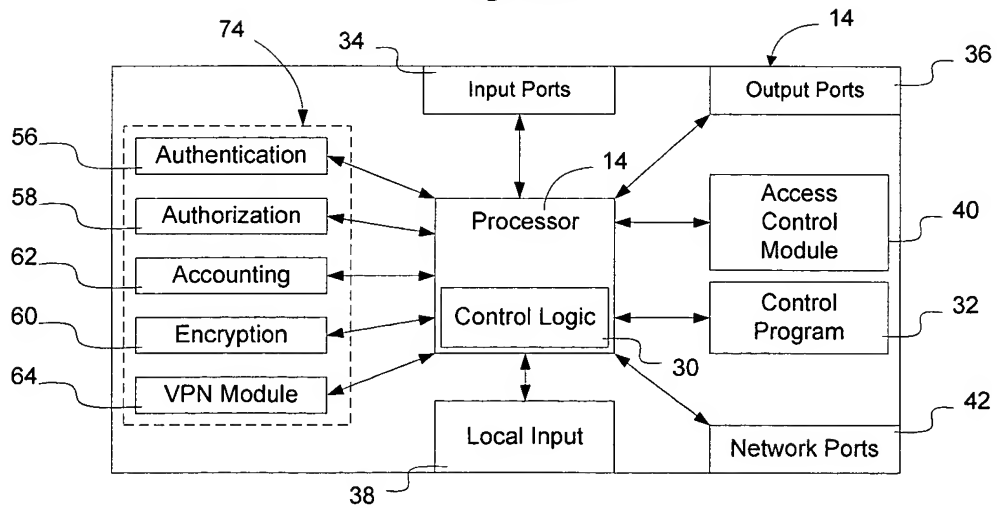 74
34
14
36
Input Ports
Output Ports
56
Authentication
58
Authorization
62
Accounting
60
Encryption
64
VPN Module
14
Processor
Control Logic
30
Access
Control
Module
40
Control
Program
32
Local Input
38
42
Network Ports